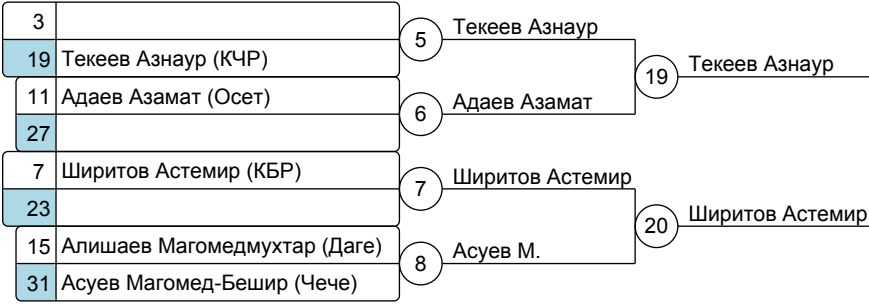 3
19 Текеев Азнаур (КЧР)
5 Текеев Азнаур
11 Адаев Азамат (Осет)
27
6 Адаев Азамат
19 Текеев Азнаур
7 Ширитов Астемир (КБР)
23
7 Ширитов Астемир
15 Алишаев Магомедмухтар (Даге)
31 Асуев Магомед-Бешир (Чече)
8 Асуев М.
20 Ширитов Астемир